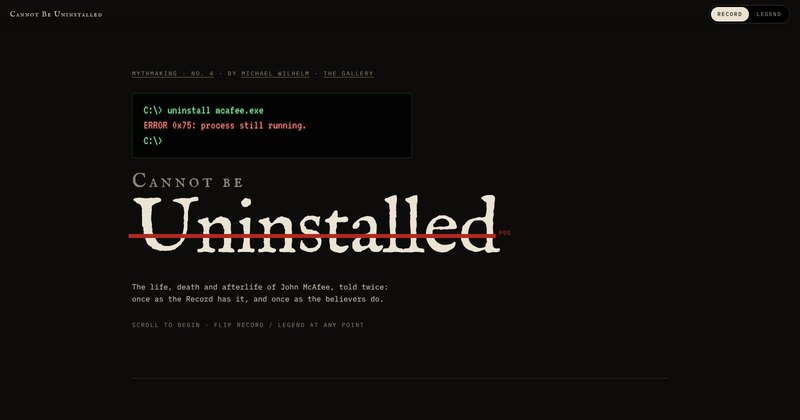 Cannot Be Uninstalled
RECORD LEGEND
MYTHMAKING · NO. 4 · BY MICHAEL WILHELM · THE GALLERY
C:\> uninstall mcafee.exe
ERROR 0x75: process still running.
C:\>
Cannot be
Uninstalled
99%
The life, death and afterlife of John McAfee, told twice:
once as the Record has it, and once as the believers do.
SCROLL TO BEGIN · FLIP RECORD / LEGEND AT ANY POINT